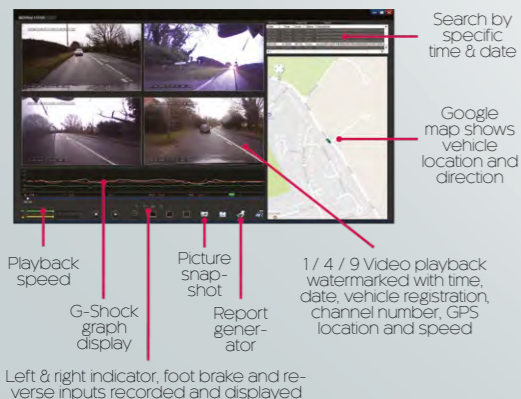 Search by
specific
time & date
Google
map shows
vehicle
location and
direction
Playback
speed
G-Shock
graph
display
Picture
snap-
shot
Report
gener-
ator
1 / 4 / 9 Video playback
watermarked with time,
date, vehicle registration,
channel number, GPS
location and speed
Left & right indicator, foot brake and re-
verse inputs recorded and displayed